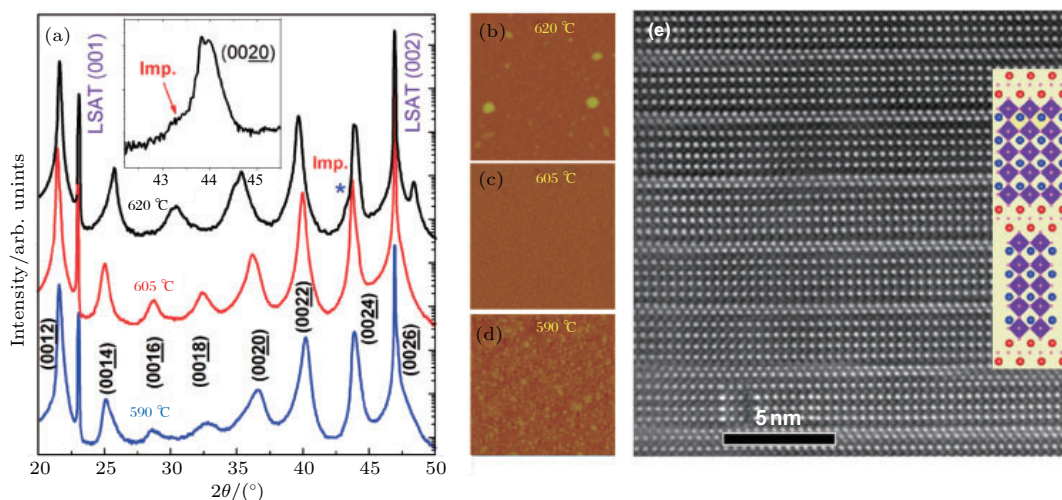 (a)
Intensity/arb. uunts
LSAT (001)
Imp.
(0020)
43
44
45
Imp.
*
LSAT (002)
620 ℃
605 ℃
590 ℃
(0012)
(0014)
(0016)
(0018)
(0020)
(0022)
(0024)
(0026)
20
25
30
35
40
45
50
2θ/(°)
(b)
620 ℃
(c)
605 ℃
(d)
590 ℃
(e)
5 nm